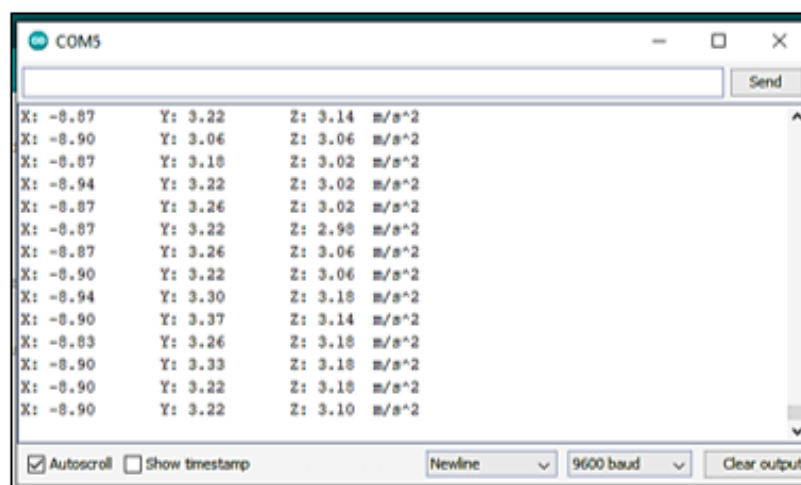 COM5
Send
X: -8.87 Y: 3.22 Z: 3.14 m/s^2
X: -8.90 Y: 3.06 Z: 3.06 m/s^2
X: -8.87 Y: 3.18 Z: 3.02 m/s^2
X: -8.94 Y: 3.22 Z: 3.02 m/s^2
X: -8.87 Y: 3.26 Z: 3.02 m/s^2
X: -8.87 Y: 3.22 Z: 2.98 m/s^2
X: -8.87 Y: 3.26 Z: 3.06 m/s^2
X: -8.90 Y: 3.22 Z: 3.06 m/s^2
X: -8.94 Y: 3.30 Z: 3.18 m/s^2
X: -8.90 Y: 3.37 Z: 3.14 m/s^2
X: -8.83 Y: 3.26 Z: 3.18 m/s^2
X: -8.90 Y: 3.33 Z: 3.18 m/s^2
X: -8.90 Y: 3.22 Z: 3.18 m/s^2
X: -8.90 Y: 3.22 Z: 3.10 m/s^2
Autoscroll Show timestamp Newline 9600 baud Clear output